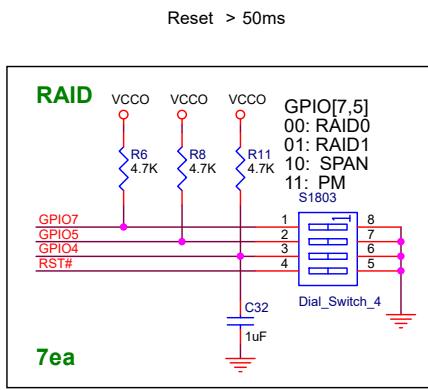 Reset > 50ms
RAID
VCCO VCCO VCCO
GPIO[7,5]
00: RAID0
01: RAID1
10: SPAN
11: PM
R6 R8 R11
4.7K 4.7K 4.7K
S1803
GPIO7 1 8
GPIO5 2 7
GPIO4 3 6
RST# 4 5
1
Dial_Switch_4
C32
1uF
7ea